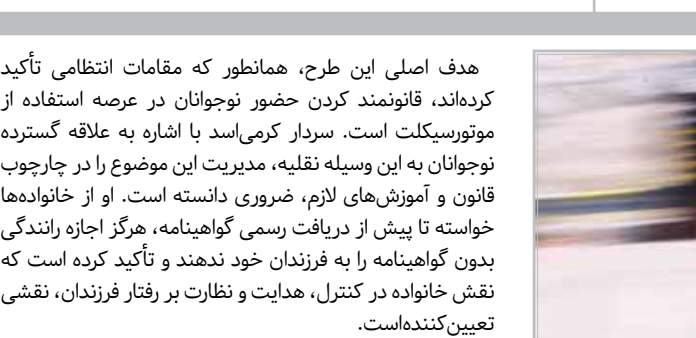 هدف اصلی این طرح، همانطور که مقامات انتظامی تأکید
کرده‌اند، قانونمند کردن حضور نوجوانان در عرصه استفاده از
موتورسیکلت است. سردار کرمی‌اسد با اشاره به علاقه گسترده
نوجوانان به این وسیله نقلیه، مدیریت این موضوع را در چارچوب
قانون و آموزش‌های لازم، ضروری دانسته است. او از خانواده‌ها
خواسته تا پیش از دریافت رسمی گواهینامه، هرگز اجازه رانندگی
بدون گواهینامه را به فرزندان خود ندهند و تأکید کرده است که
نقش خانواده در کنترل، هدایت و نظارت بر رفتار فرزندان، نقشی
تعیین‌کننده‌است.